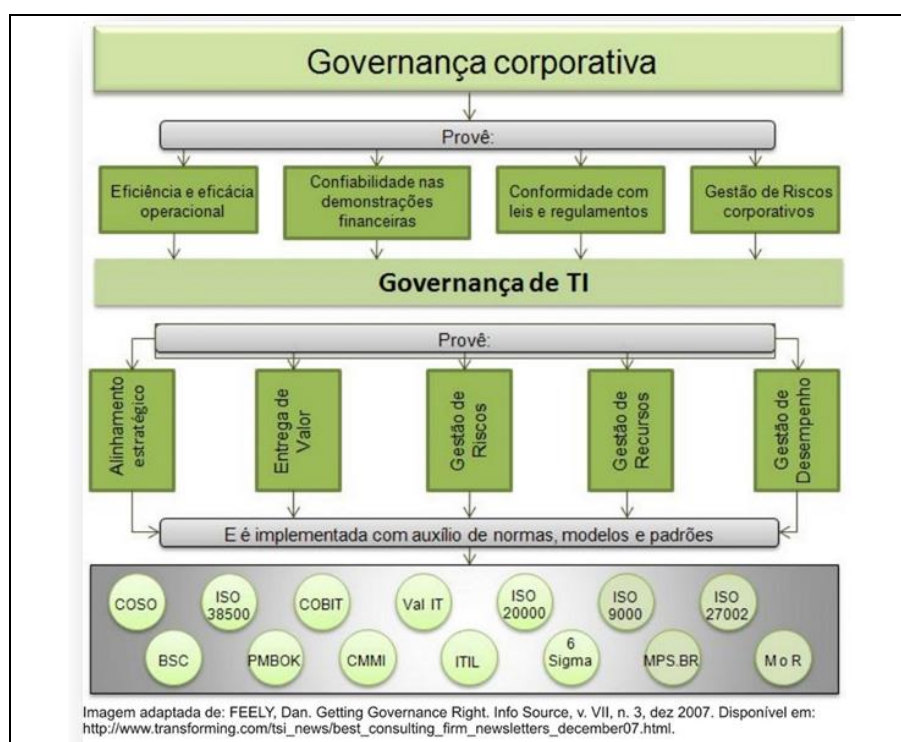 Governança corporativa
Provê:
Eficiência e eficácia
operacional
Confiabilidade nas
demonstrações
financeiras
Conformidade com
leis e regulamentos
Gestão de Riscos
corporativos
Governança de TI
Provê:
Alinhamento
estratégico
Entrega de
Valor
Gestão de
Riscos
Gestão de
Recursos
Gestão de
Desempenho
E é implementada com auxílio de normas, modelos e padrões
COSO
ISO
38500
COBIT
Val IT
ISO
20000
ISO
9000
ISO
27002
BSC
PMBOK
CMMI
ITIL
6
Sigma
MPS.BR
M o R
Imagem adaptada de: FEELY, Dan. Getting Governance Right. Info Source, v. VII, n. 3, dez 2007. Disponível em:
http://www.transforming.com/tsi_news/best_consulting_firm_newsletters_december07.html.